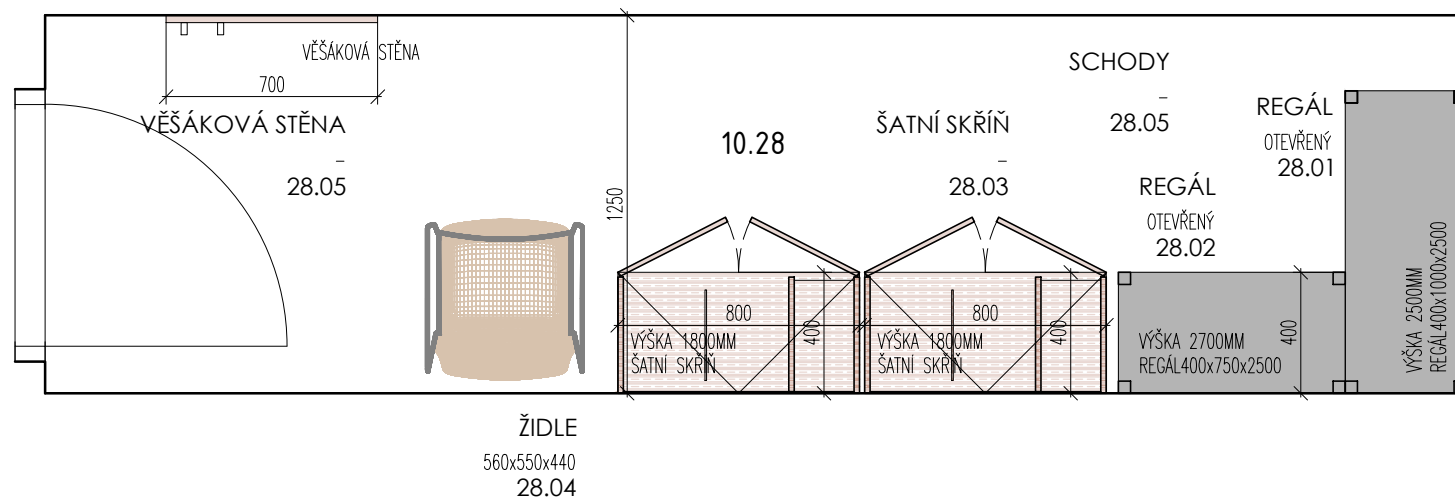 VĚŠÁKOVÁ STĚNA
700
VĚŠÁKOVÁ STĚNA
–
28.05
10.28
1250
ŠATNÍ SKŘÍŇ
–
28.03
SCHODY
–
28.05
REGÁL
OTEVŘENÝ
28.01
REGÁL
OTEVŘENÝ
28.02
800
400
VÝŠKA 1800MM
ŠATNÍ SKŘÍŇ
800
400
VÝŠKA 1800MM
ŠATNÍ SKŘÍŇ
VÝŠKA 2700MM
REGÁL400x750x2500
400
VÝŠKA 2500MM
REGÁL400x1000x2500
ŽIDLE
560x550x440
28.04